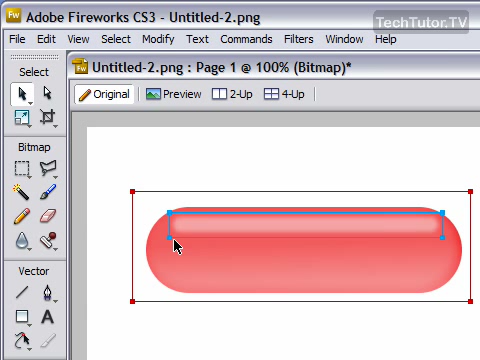 Fw Adobe Fireworks CS3 - Untitled-2.png
TechTutor.TV
File Edit View Select Modify Text Commands Filters Window Help
Select
Untitled-2.png : Page 1 @ 100% (Bitmap)*
Original Preview 2-Up 4-Up
Bitmap
Vector
A